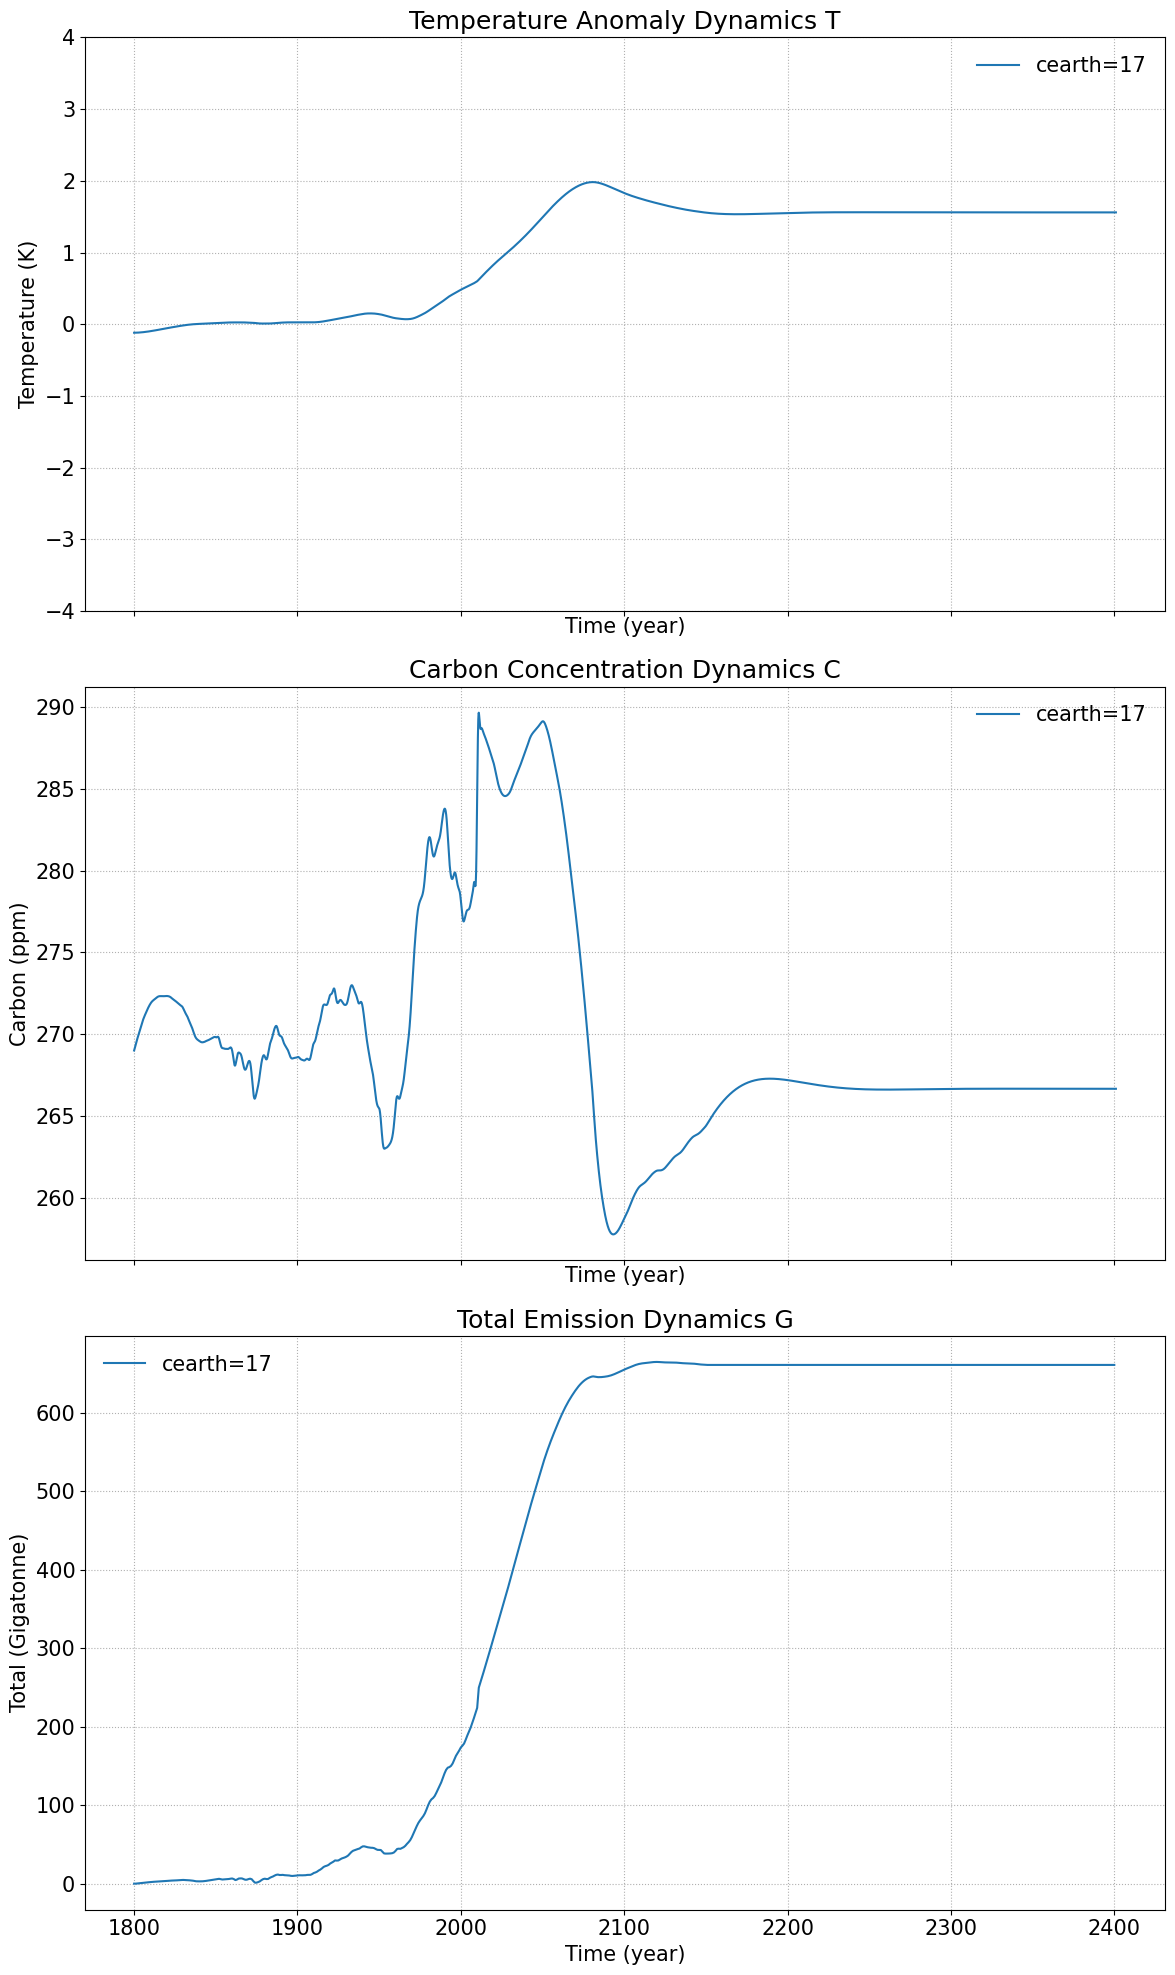 Temperature Anomaly Dynamics T
4
3
2
1
0
−1
−2
−3
−4
Temperature (K)
cearth=17
Time (year)
Carbon Concentration Dynamics C
290
285
280
275
270
265
260
Carbon (ppm)
cearth=17
Time (year)
Total Emission Dynamics G
600
500
400
300
200
100
0
Total (Gigatonne)
cearth=17
1800 1900 2000 2100 2200 2300 2400
Time (year)